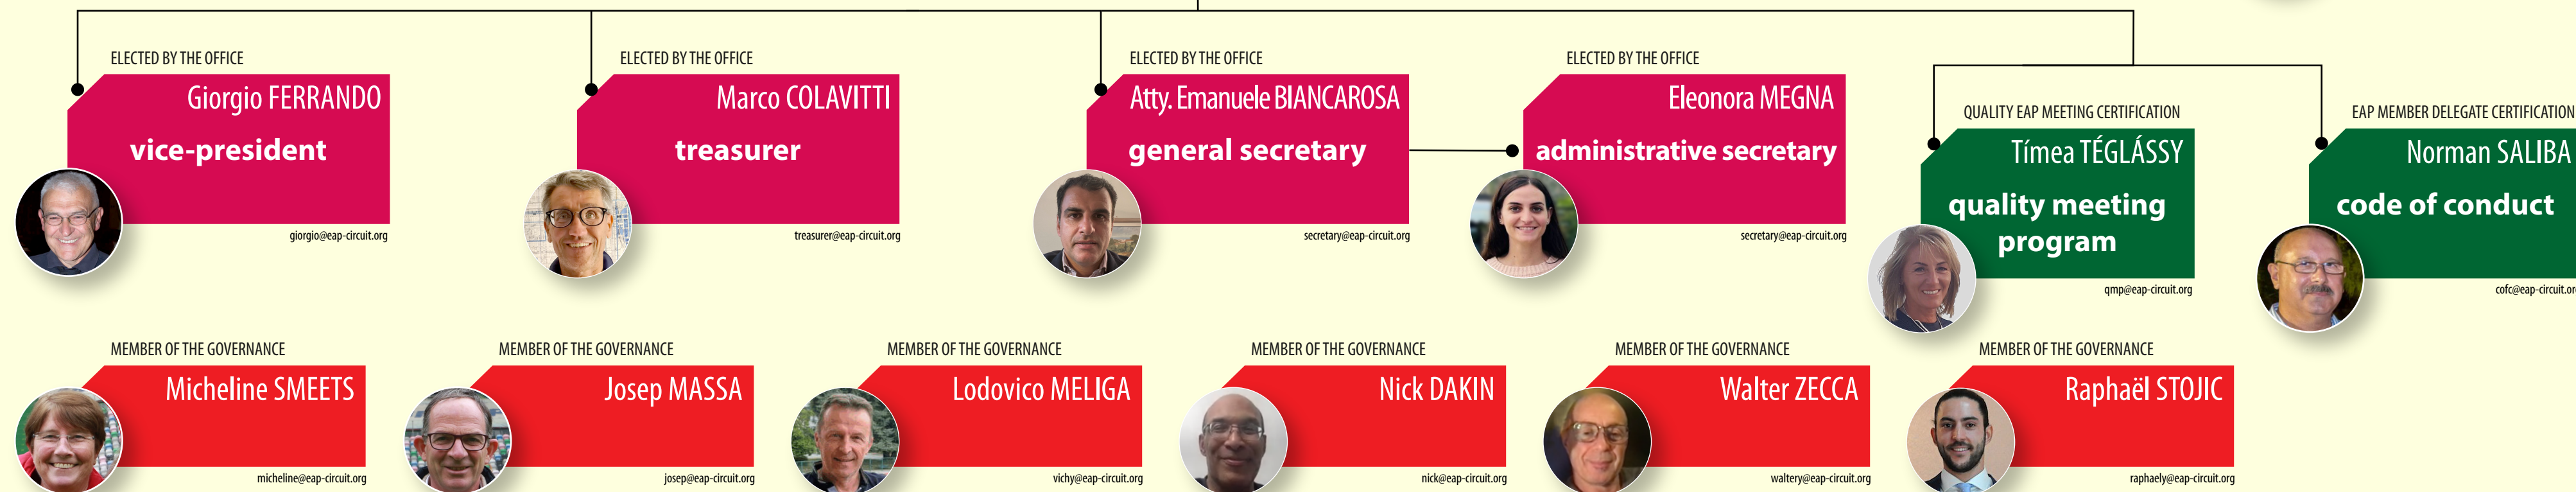 ELECTED BY THE OFFICE
Giorgio FERRANDO
vice-president
giorgio@eap-circuit.org
ELECTED BY THE OFFICE
Marco COLAVITTI
treasurer
treasurer@eap-circuit.org
ELECTED BY THE OFFICE
Atty. Emanuele BIANCAROSA
general secretary
secretary@eap-circuit.org
ELECTED BY THE OFFICE
Eleonora MEGNA
administrative secretary
secretary@eap-circuit.org
QUALITY EAP MEETING CERTIFICATION
Tímea TÉGLÁSSY
quality meeting
program
qmp@eap-circuit.org
EAP MEMBER DELEGATE CERTIFICATION
Norman SALIBA
code of conduct
cofc@eap-circuit.or
MEMBER OF THE GOVERNANCE
Micheline SMEETS
micheline@eap-circuit.org
MEMBER OF THE GOVERNANCE
Josep MASSA
josep@eap-circuit.org
MEMBER OF THE GOVERNANCE
Lodovico MELIGA
vichy@eap-circuit.org
MEMBER OF THE GOVERNANCE
Nick DAKIN
nick@eap-circuit.org
MEMBER OF THE GOVERNANCE
Walter ZECCA
waltery@eap-circuit.org
MEMBER OF THE GOVERNANCE
Raphaël STOJIC
raphaely@eap-circuit.org